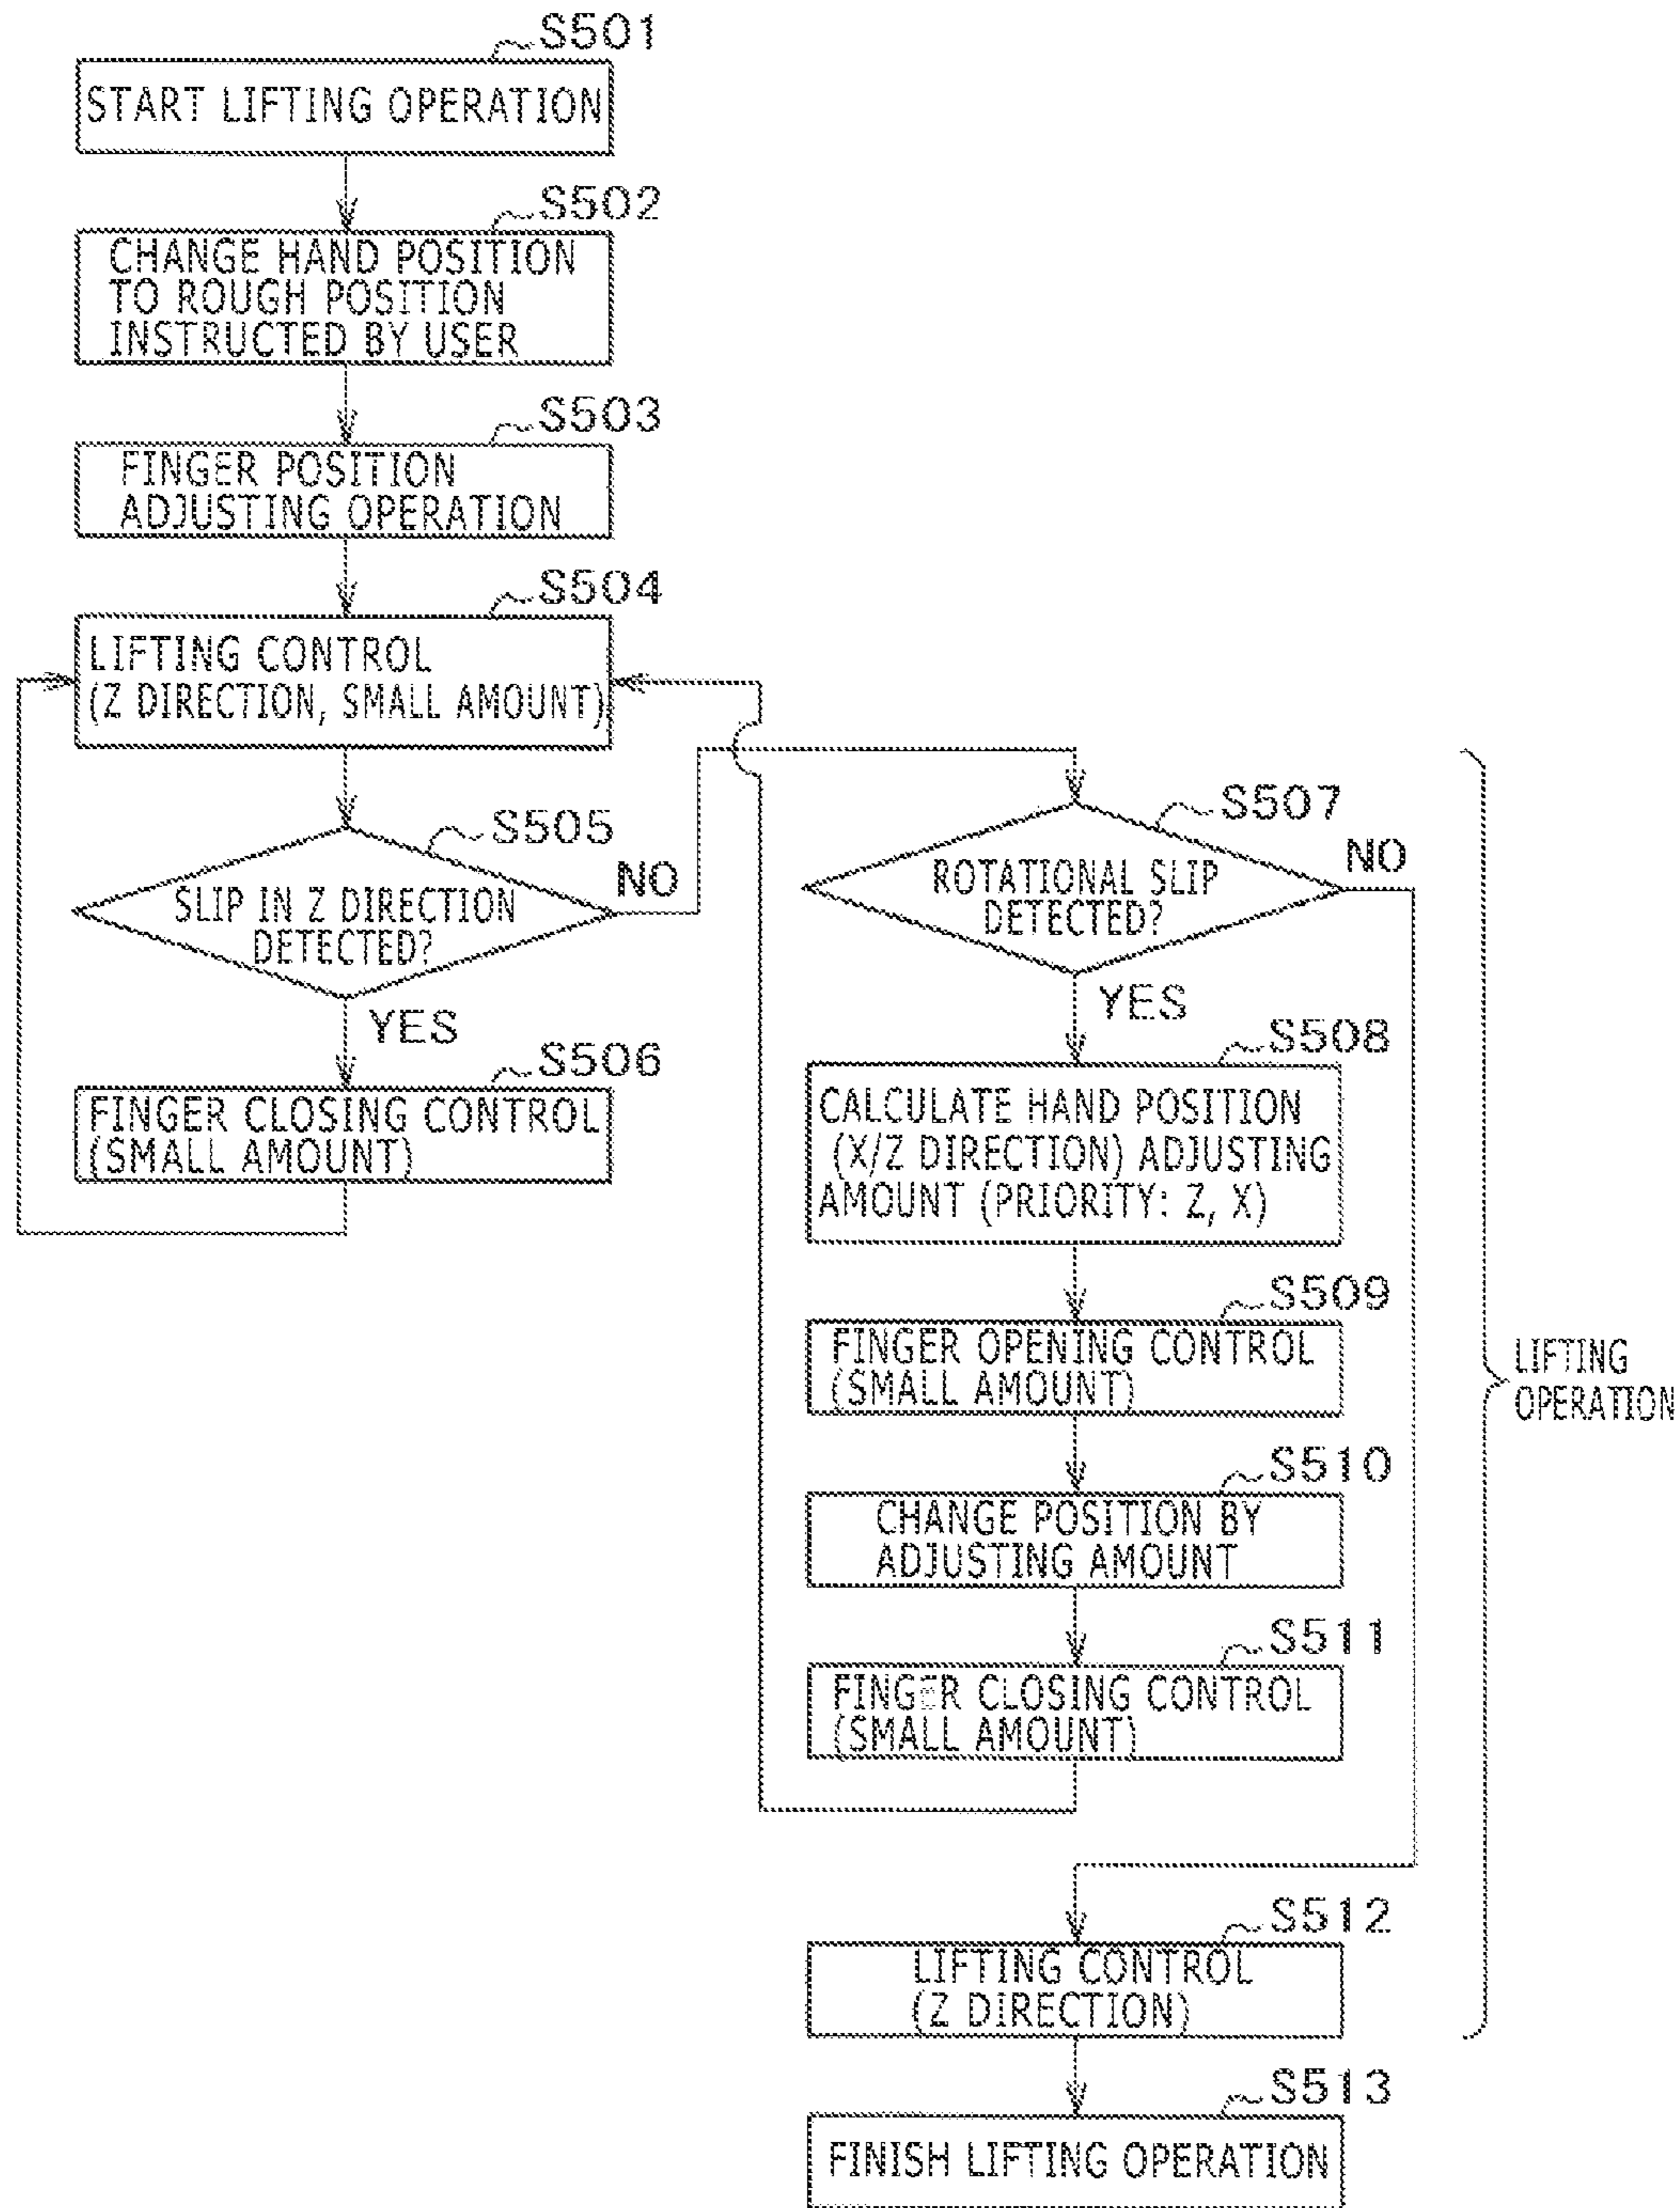 S501
START LIFTING OPERATION
S502
CHANGE HAND POSITION
TO ROUGH POSITION
INSTRUCTED BY USER
S503
FINGER POSITION
ADJUSTING OPERATION
S504
LIFTING CONTROL
(Z DIRECTION, SMALL AMOUNT)
S505
SLIP IN Z DIRECTION
DETECTED?
NO
YES
S506
FINGER CLOSING CONTROL
(SMALL AMOUNT)
S507
ROTATIONAL SLIP
DETECTED?
NO
YES
S508
CALCULATE HAND POSITION
(X/Z DIRECTION) ADJUSTING
AMOUNT (PRIORITY: Z, X)
S509
FINGER OPENING CONTROL
(SMALL AMOUNT)
S510
CHANGE POSITION BY
ADJUSTING AMOUNT
S511
FINGER CLOSING CONTROL
(SMALL AMOUNT)
S512
LIFTING CONTROL
(Z DIRECTION)
S513
FINISH LIFTING OPERATION
LIFTING
OPERATION